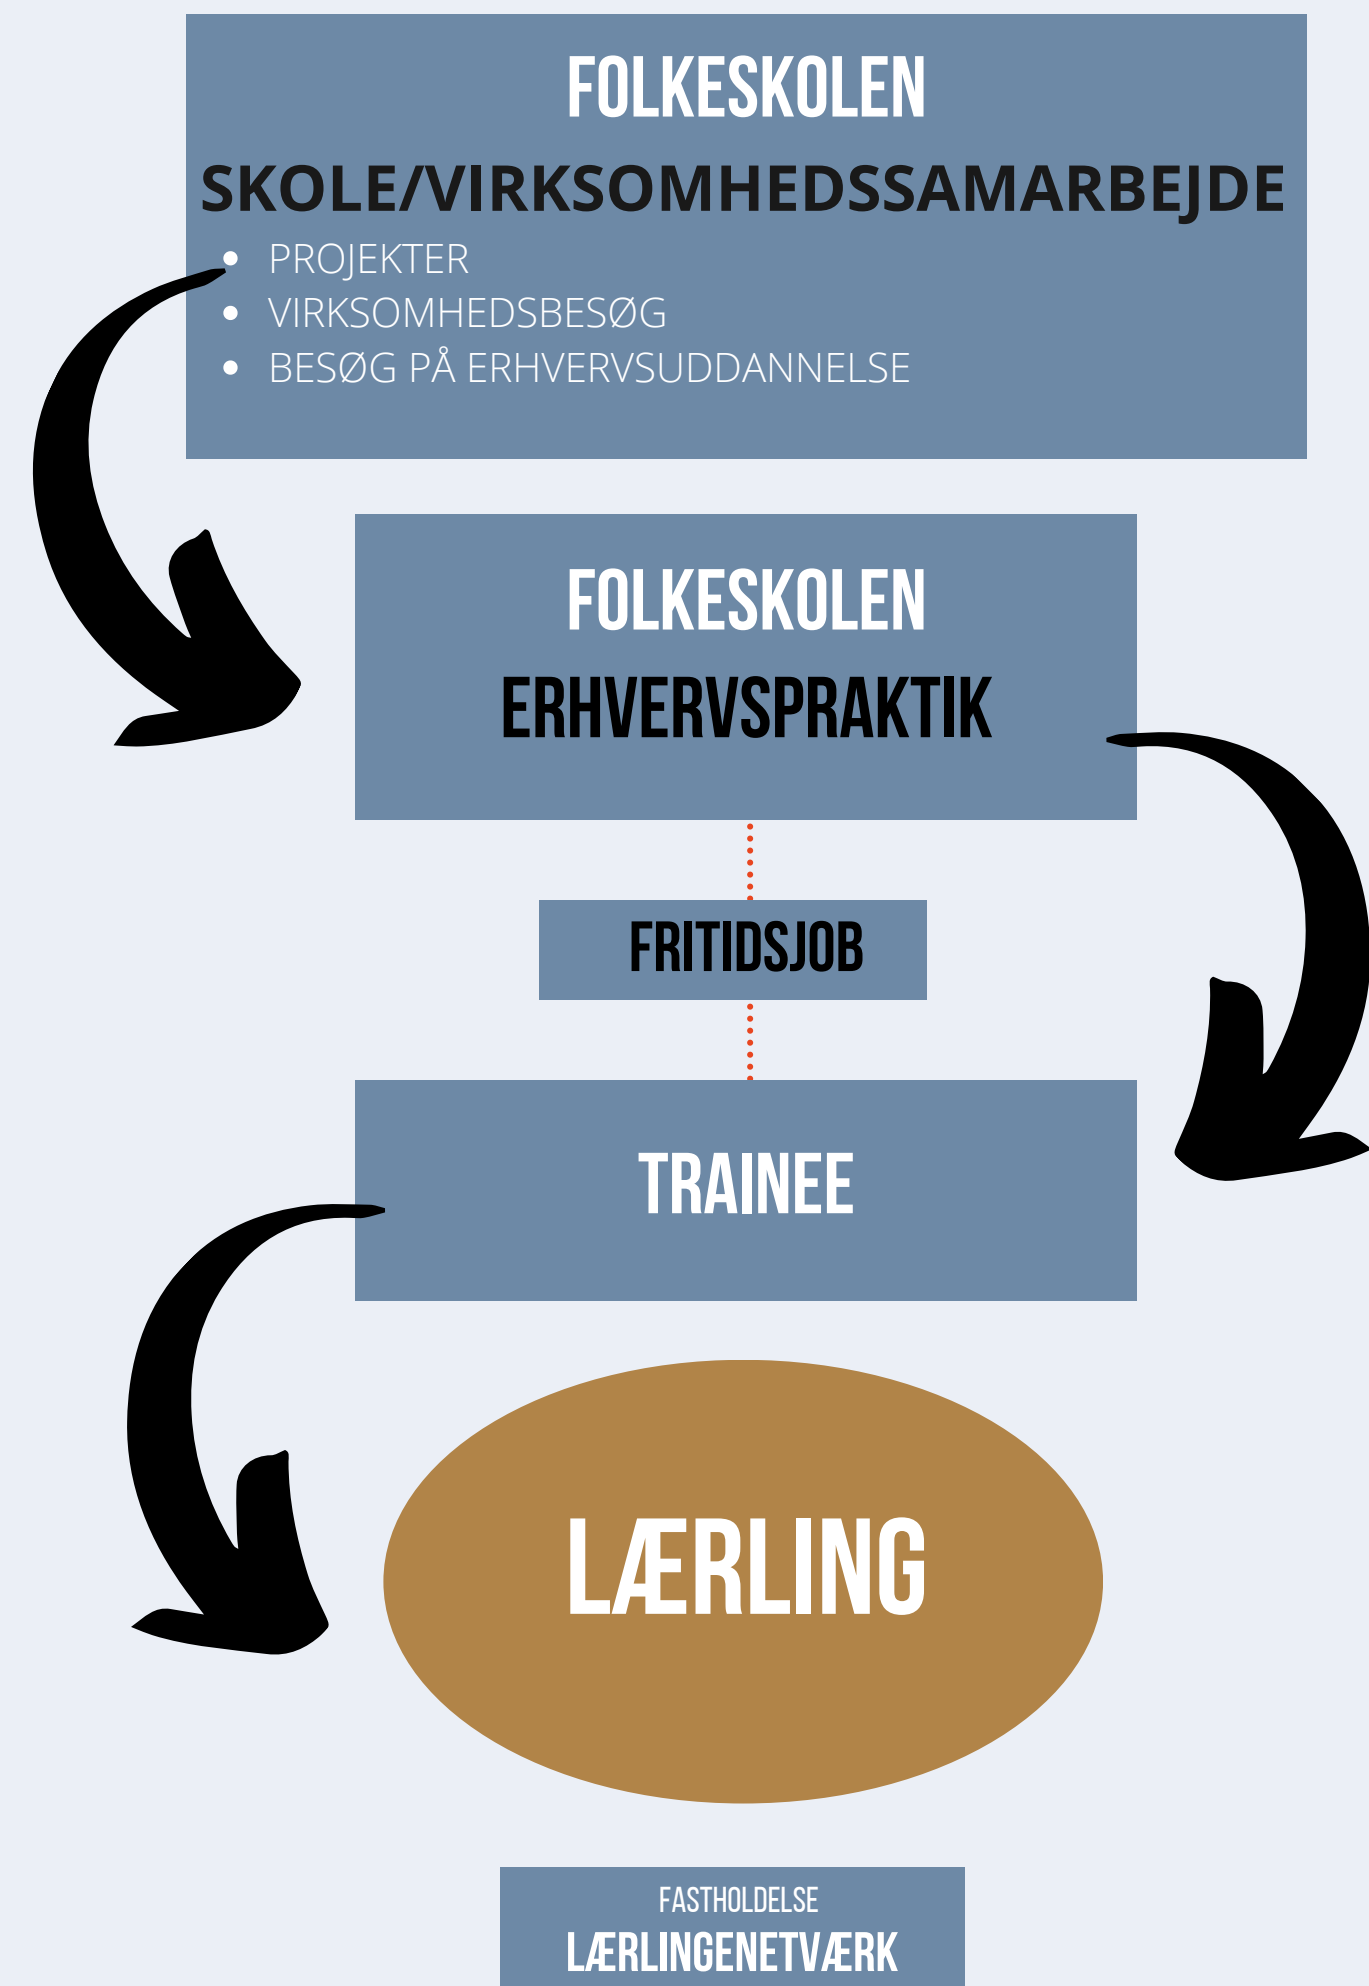 FOLKESKOLEN
SKOLE/VIRKSOMHEDSSAMARBEJDE
• PROJEKTER
• VIRKSOMHEDSBESØG
• BESØG PÅ ERHVERVSUDDANNELSE
FOLKESKOLEN
ERHVERVSPRAKTIK
FRITIDSJOB
TRAINEE
LÆRLING
FASTHOLDELSE
LÆRLINGENETVÆRK